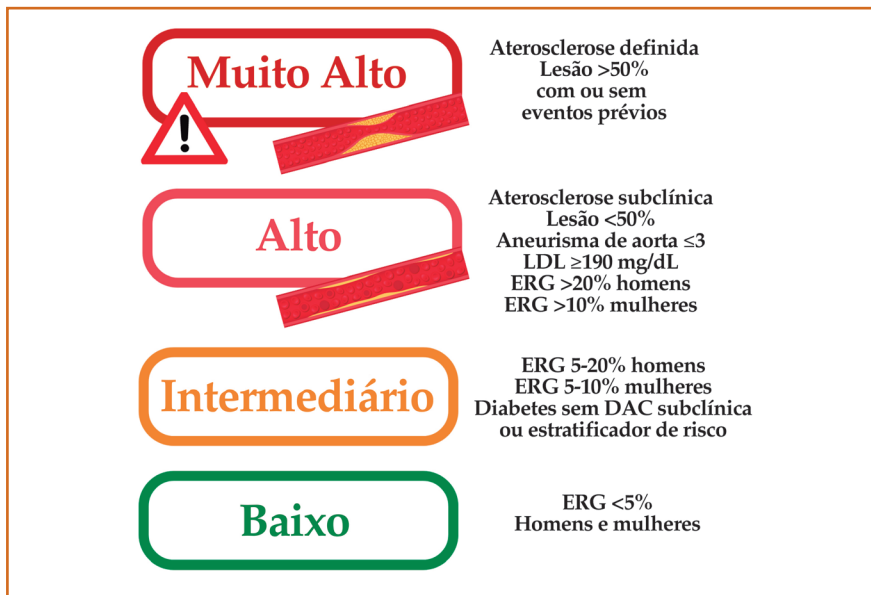 Muito Alto
Aterosclerose definida
Lesão >50%
com ou sem
eventos prévios
!
Alto
Aterosclerose subclínica
Lesão <50%
Aneurisma de aorta ≤3
LDL ≥190 mg/dL
ERG >20% homens
ERG >10% mulheres
Intermediário
ERG 5-20% homens
ERG 5-10% mulheres
Diabetes sem DAC subclínica
ou estratificador de risco
Baixo
ERG <5%
Homens e mulheres